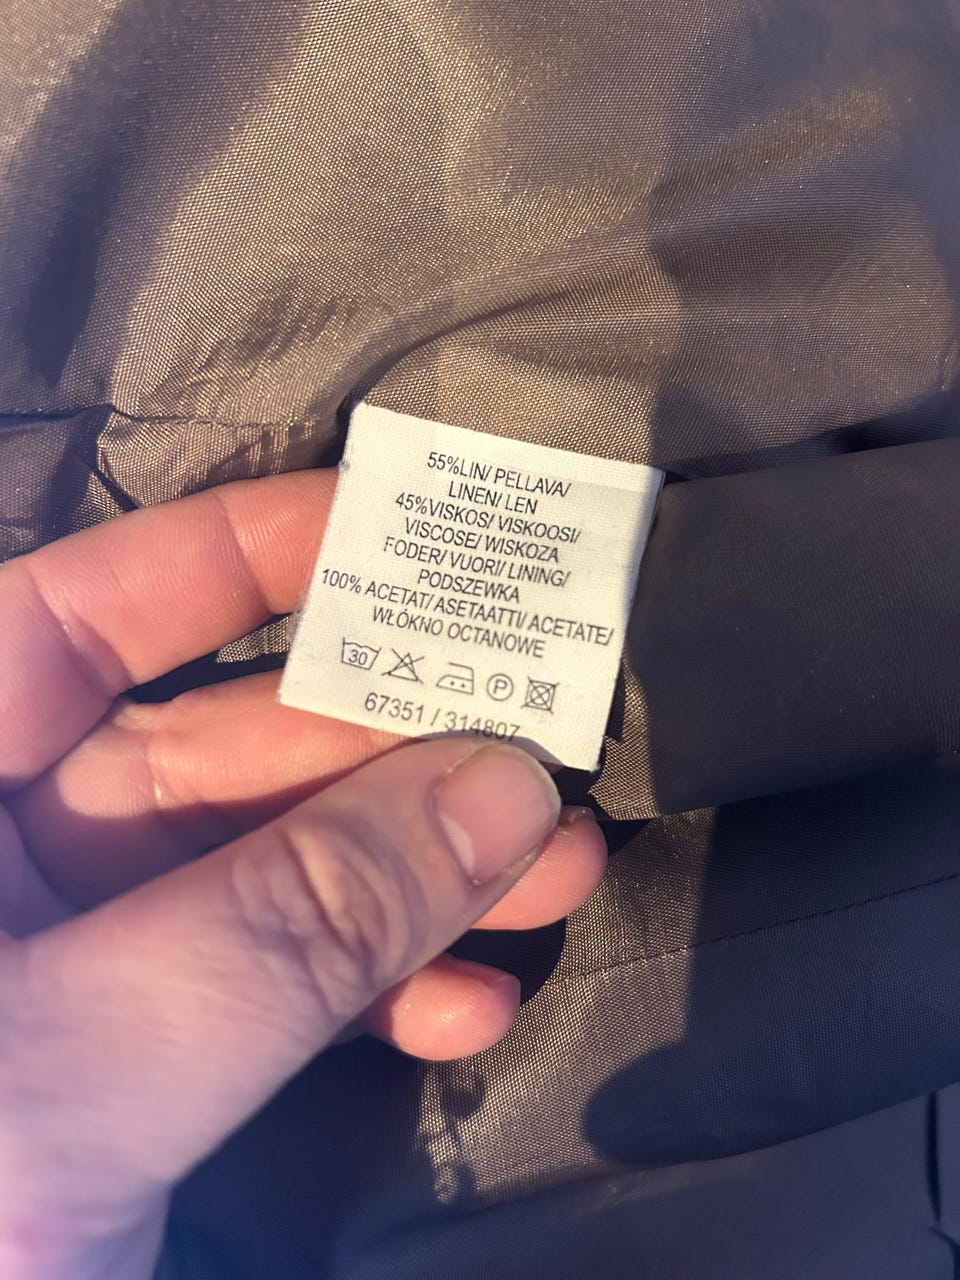 55%LIN/ PELLAVA/
LINEN/ LEN
45%VISKOS/ VISKOOSI/
VISCOSE/ WISKOZA
FODER/ VUORI/ LINING/
PODSZEWKA
100% ACETAT/ ASETAATTI/ ACETATE/
WŁÓKNO OCTANOWE
30 P
67351 / 314807